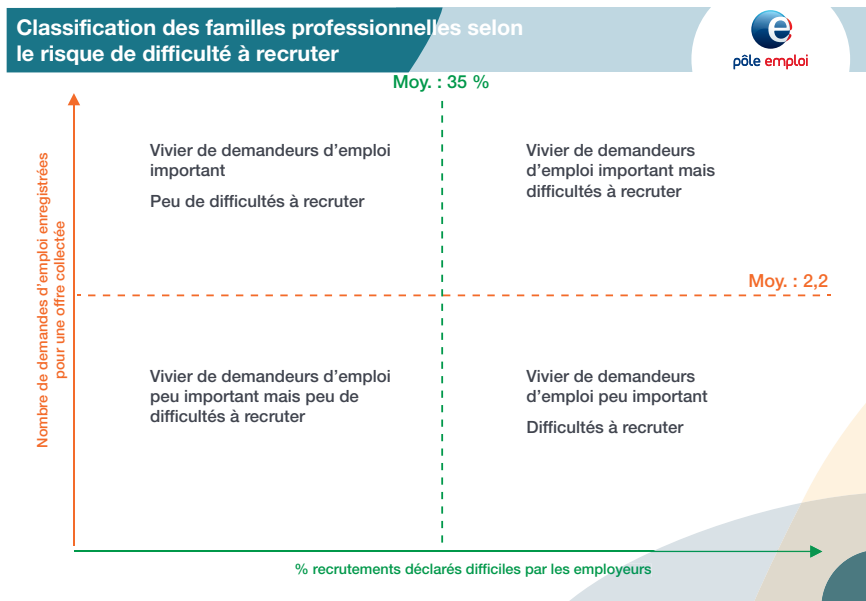 Classification des familles professionnelles selon
le risque de difficulté à recruter
pôle emploi
Moy. : 35 %
Nombre de demandes d'emploi enregistrées
pour une offre collectée
Vivier de demandeurs d'emploi
important
Peu de difficultés à recruter
Vivier de demandeurs
d'emploi important mais
difficultés à recruter
Moy. : 2,2
Vivier de demandeurs d'emploi
peu important mais peu de
difficultés à recruter
Vivier de demandeurs
d'emploi peu important
Difficultés à recruter
% recrutements déclarés difficiles par les employeurs